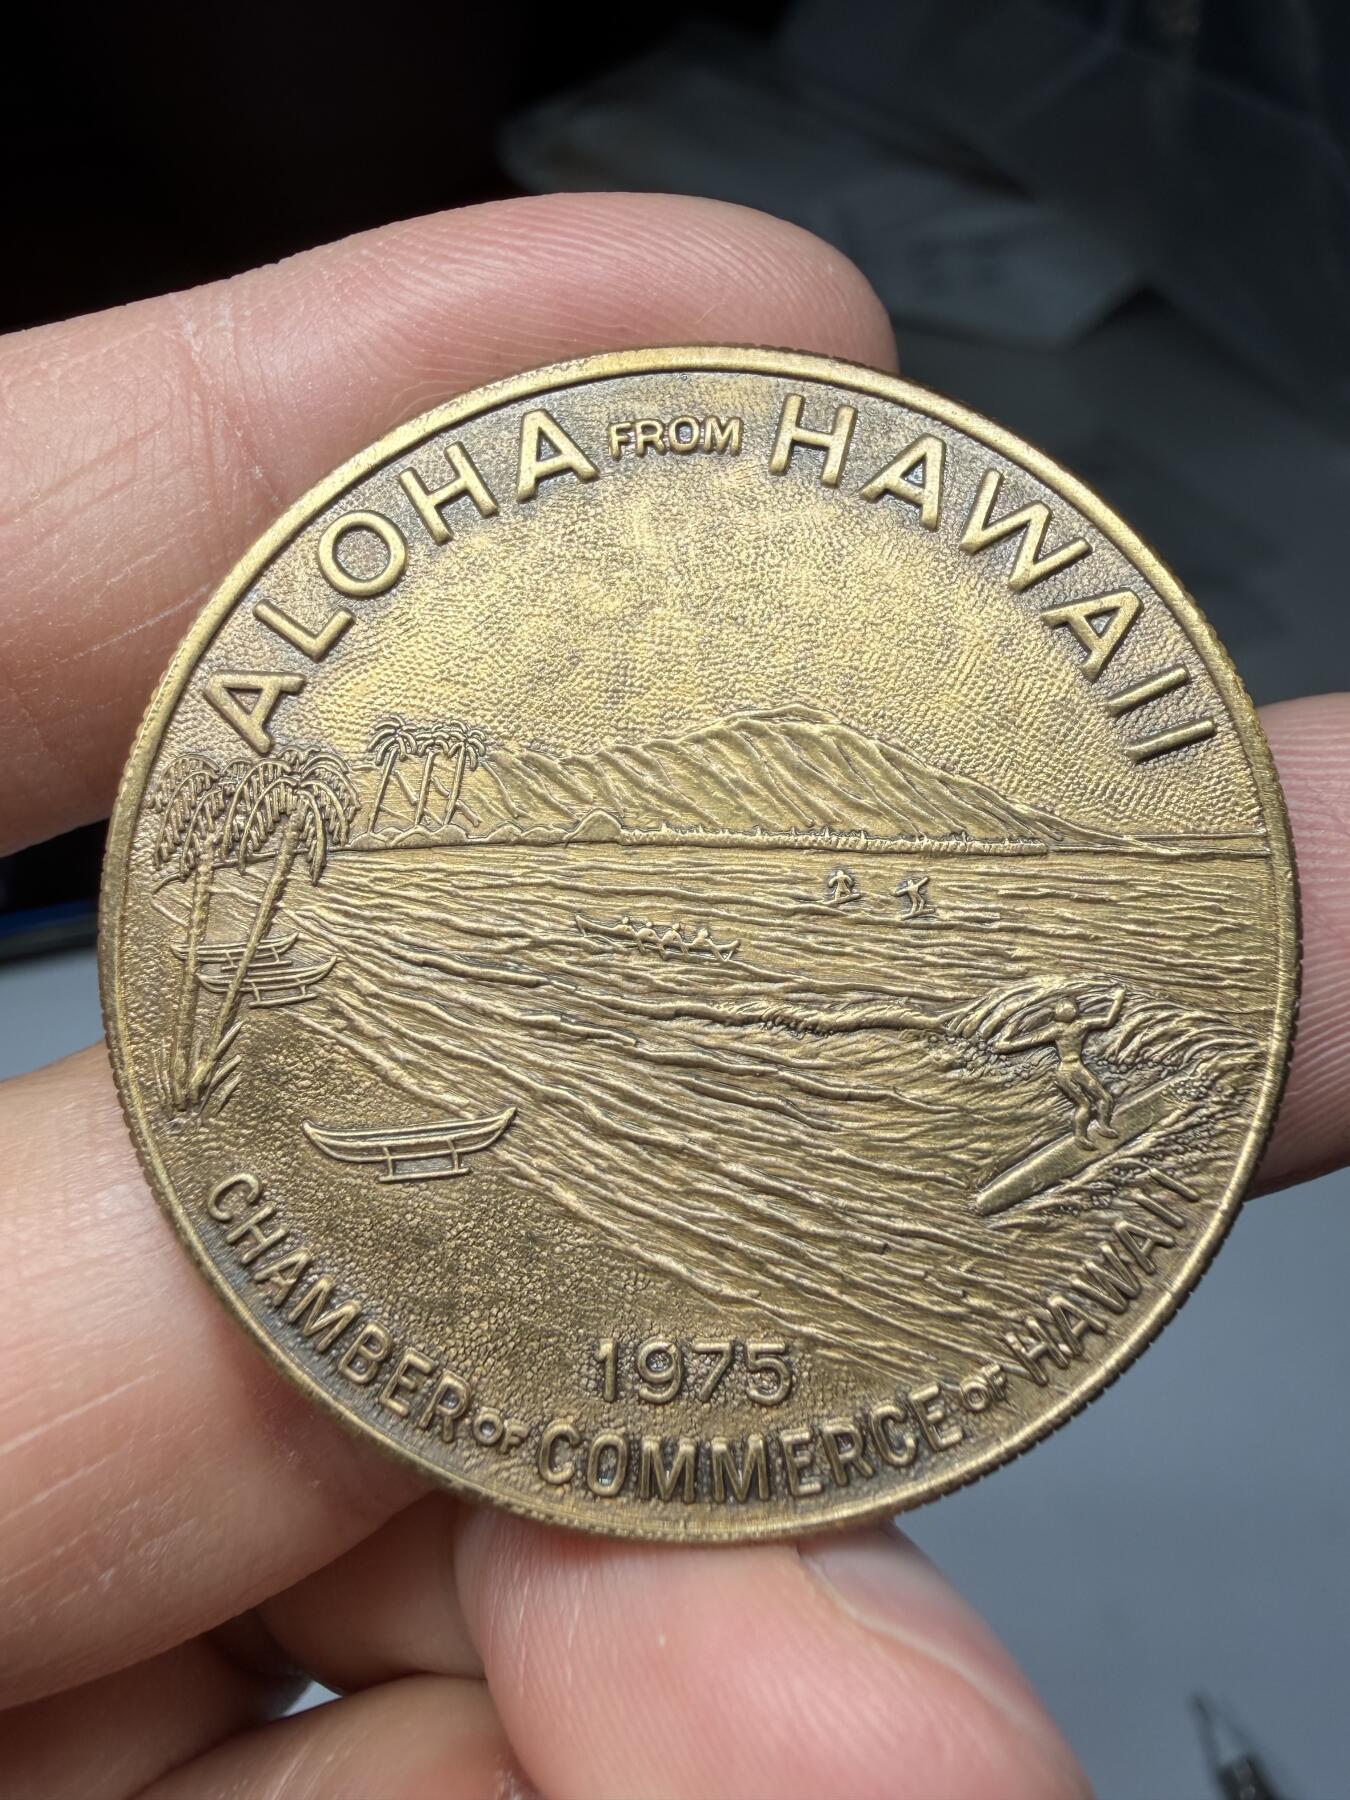 ALOHA FROM HAWAII
1975
CHAMBER OF COMMERCE OF HAWAII